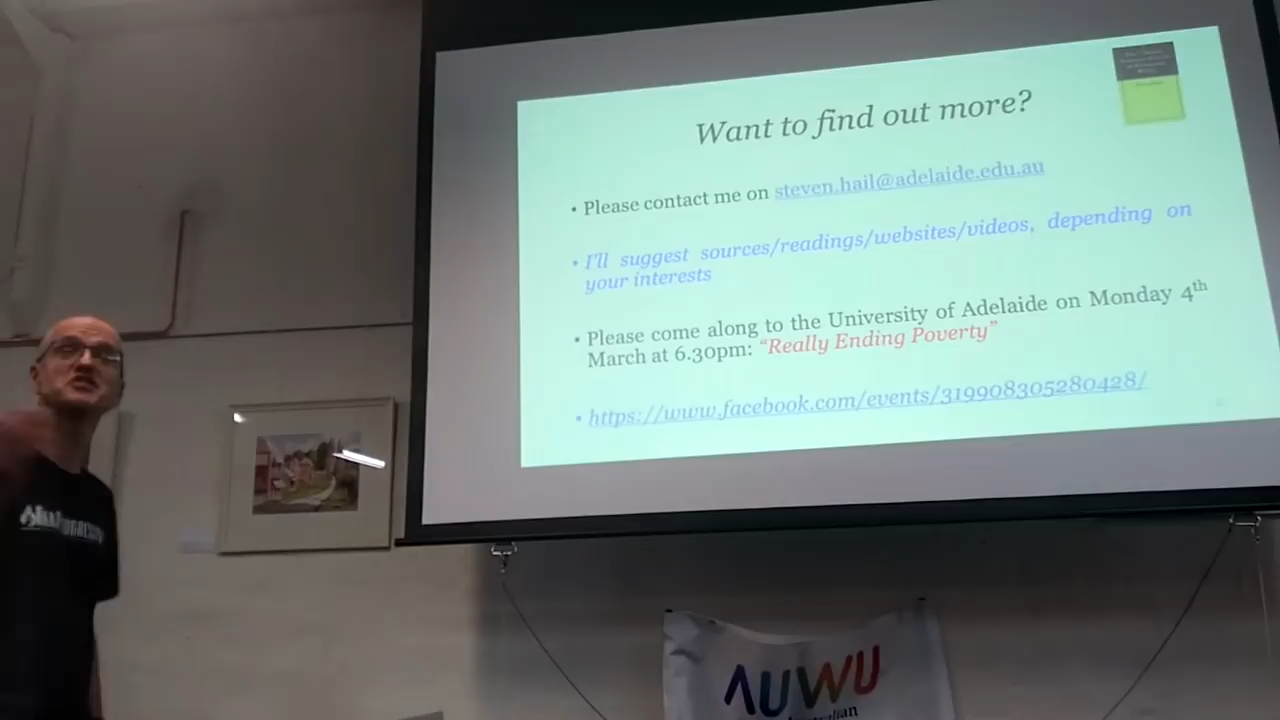 Want to find out more?
• Please contact me on steven.hail@adelaide.edu.au
• I'll suggest sources/readings/websites/videos, depending on
your interests
• Please come along to the University of Adelaide on Monday 4th
March at 6.30pm: “Really Ending Poverty”
• https://www.facebook.com/events/319908305280428/
AUWU